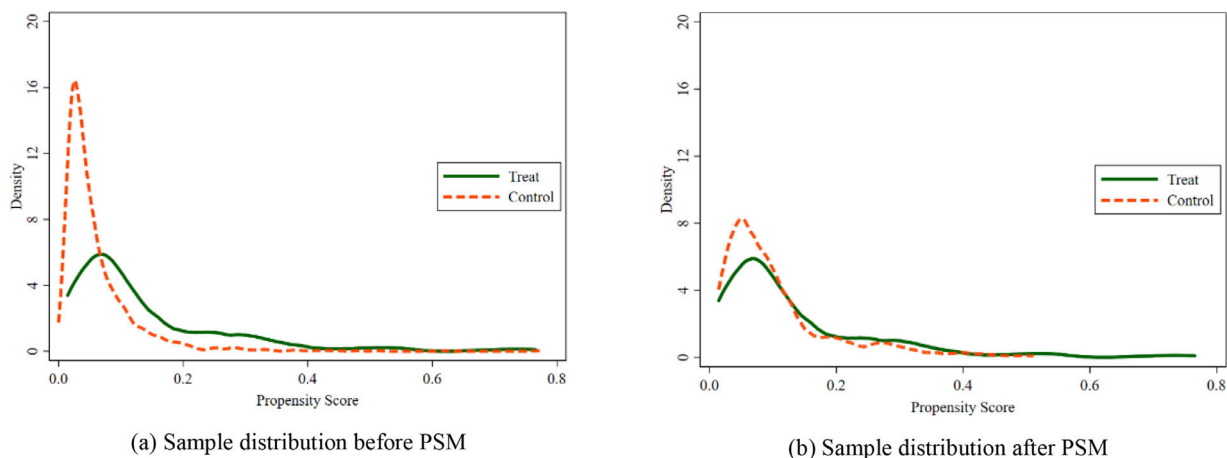 20
16
12
8
4
0
Density
Treat
Control
0.0 0.2 0.4 0.6 0.8
Propensity Score
(a) Sample distribution before PSM
20
16
12
8
4
0
Density
Treat
Control
0.0 0.2 0.4 0.6 0.8
Propensity Score
(b) Sample distribution after PSM